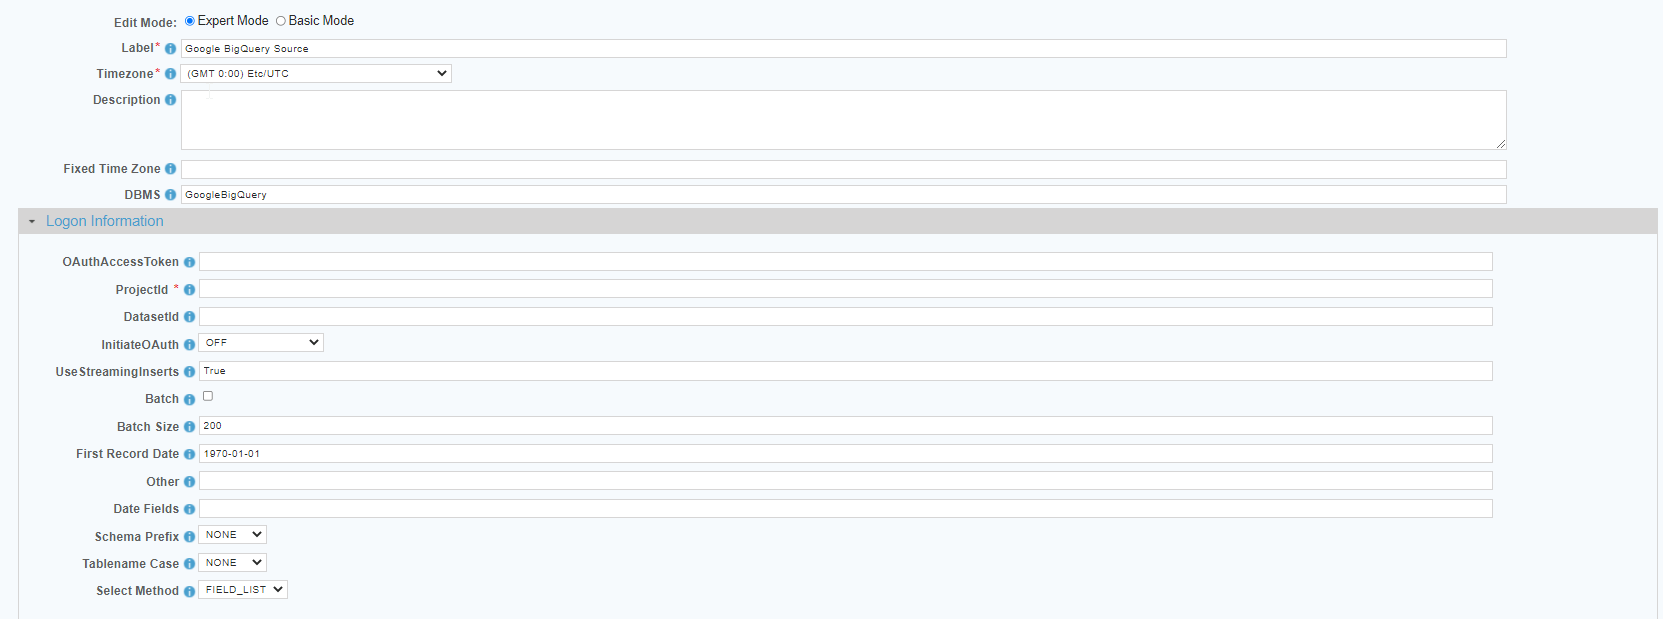 Edit Mode: Expert Mode Basic Mode
Label* Google BigQuery Source
Timezone* (GMT 0:00) Etc/UTC
Description
Fixed Time Zone
DBMS GoogleBigQuery
Logon Information
OAuthAccessToken
ProjectId *
DatasetId
InitiateOAuth OFF
UseStreamingInserts True
Batch
Batch Size 200
First Record Date 1970-01-01
Other
Date Fields
Schema Prefix NONE
Tablename Case NONE
Select Method FIELD_LIST